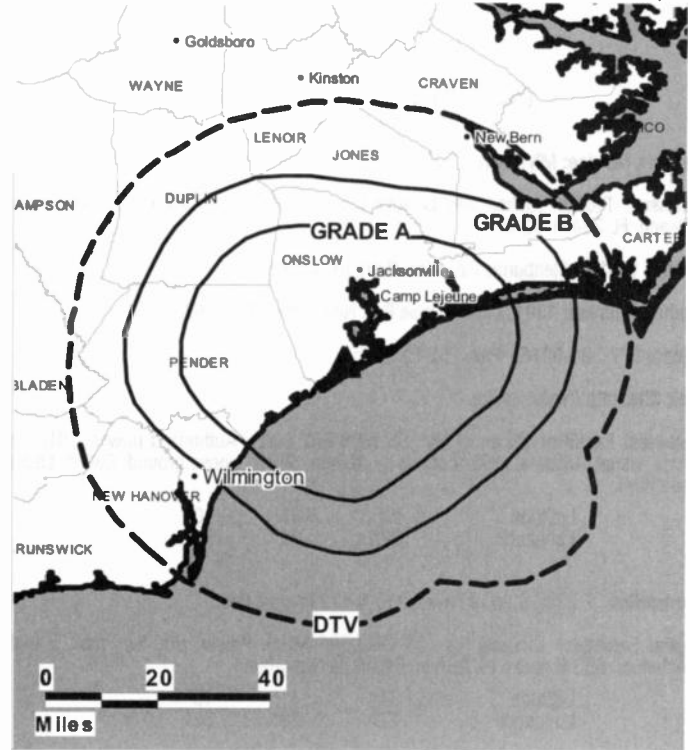 Goldsboro
WAYNE
Kinston
CRAVEN
LENOIR
New Bern
ICO
JONES
AMPSON
DUPLIN
GRADE B
GRADE A
CARTE
ONSLOW
Jacksonville
Camp Lejeune
PENDER
BLADEN
Wilmington
NEW HANOVER
RUNSWICK
DTV
0 20 40
Miles